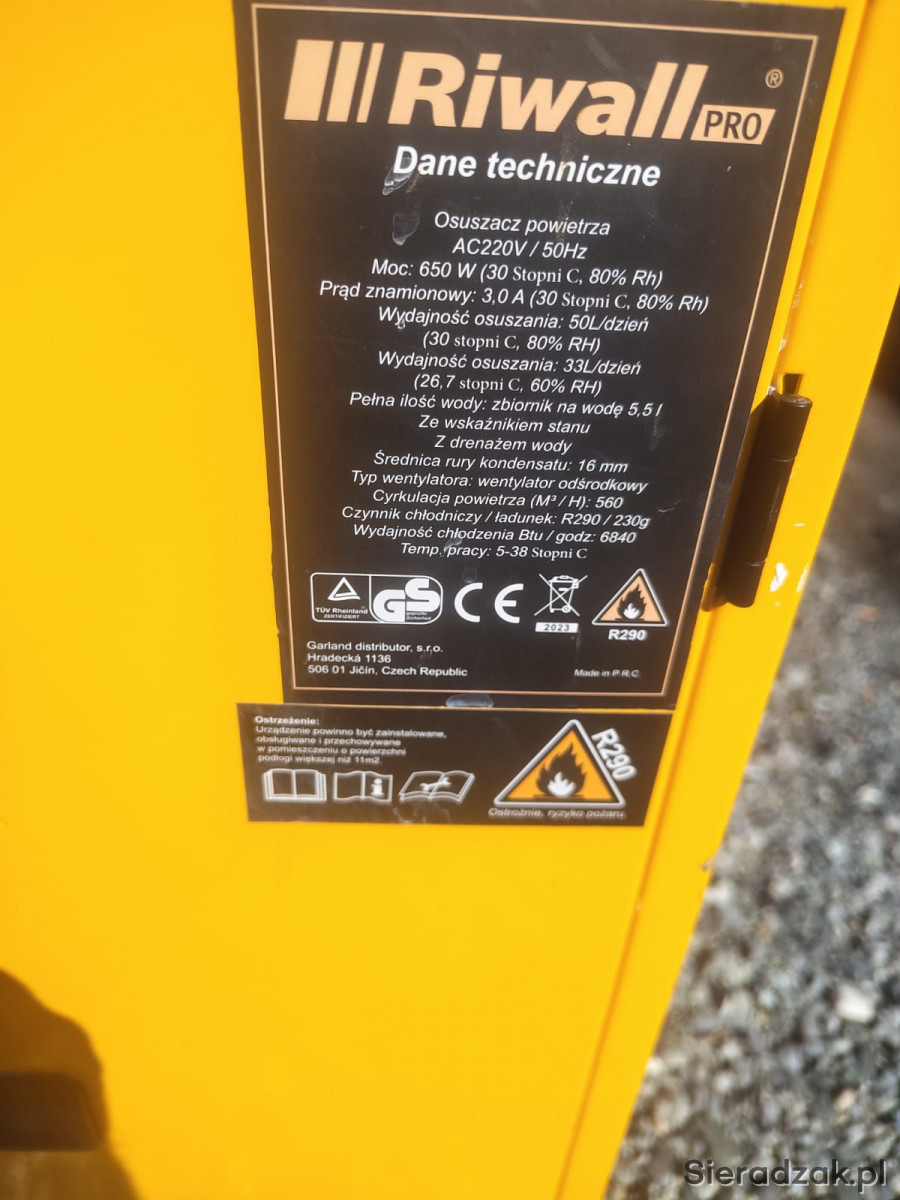 Riwall PRO ®
Dane techniczne
Osuszacz powietrza
AC220V / 50Hz
Moc: 650 W (30 Stopni C, 80% Rh)
Prąd znamionowy: 3,0 A (30 Stopni C, 80% Rh)
Wydajność osuszania: 50L/dzień
(30 stopni C, 80% RH)
Wydajność osuszania: 33L/dzień
(26,7 stopni C, 60% RH)
Pełna ilość wody: zbiornik na wodę 5,5 l
Ze wskaźnikiem stanu
Z drenażem wody
Średnica rury kondensatu: 16 mm
Typ wentylatora: wentylator odśrodkowy
Cyrkulacja powietrza (M³ / H): 560
Czynnik chłodniczy / ładunek: R290 / 230g
Wydajność chłodzenia Btu / godz: 6840
Temp. pracy: 5-38 Stopni C
TÜV Rheinland
ZERTIFIZIERT
GS
geprüfte
Sicherheit
CE
2023
R290
Garland distributor, s.r.o.
Hradecká 1136
506 01 Jičín, Czech Republic
Made in P.R.C.
Ostrzeżenie:
Urządzenie powinno być zainstalowane,
obsługiwane i przechowywane
w pomieszczeniu o powierzchni
podłogi większej niż 11m2.
R290
Ostrożnie, ryzyko pożaru.
Sieradzak.pl